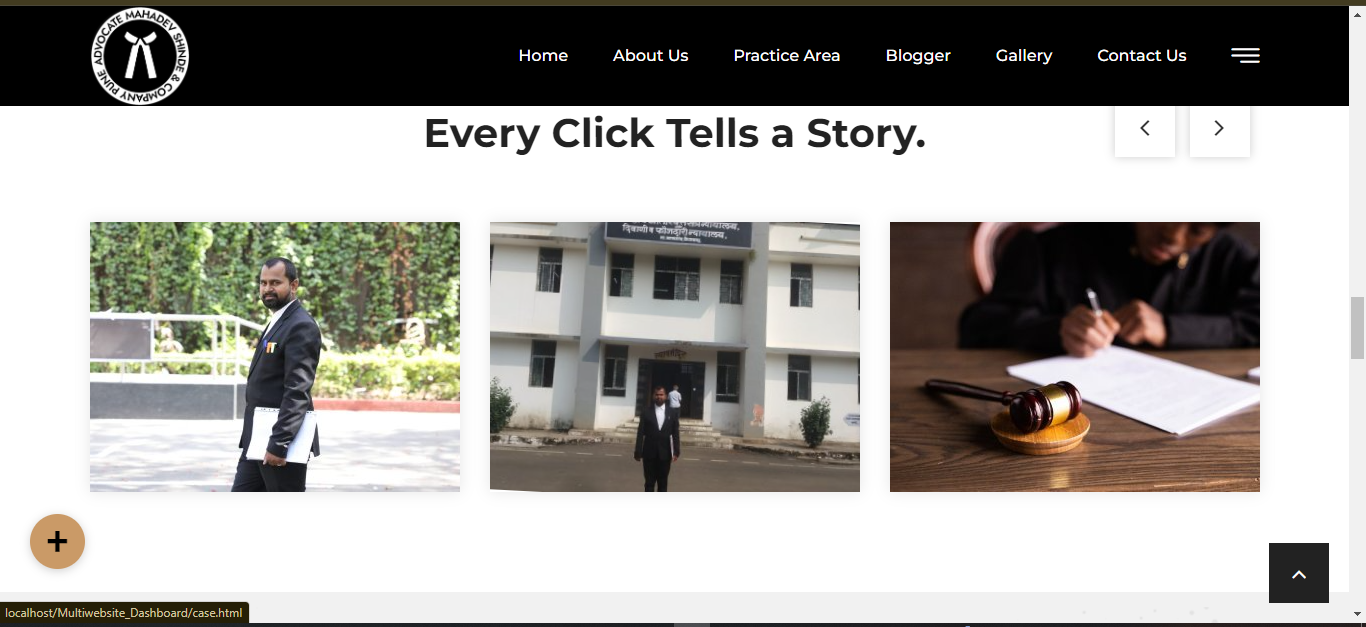 ADVOCATE MAHADEV SHINDE & COMPANY PUNE
Home
About Us
Practice Area
Blogger
Gallery
Contact Us
Every Click Tells a Story.
localhost/Multiwebsite_Dashboard/case.html